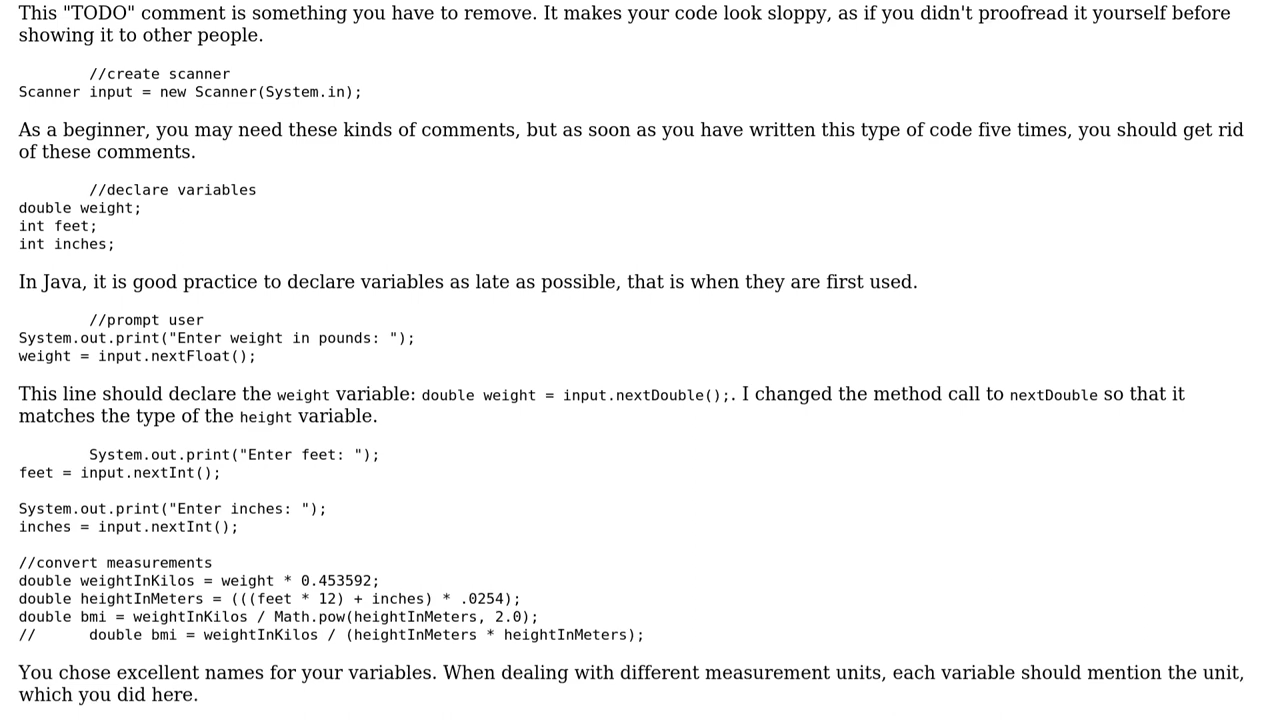 This "TODO" comment is something you have to remove. It makes your code look sloppy, as if you didn't proofread it yourself before
showing it to other people.
//create scanner
Scanner input = new Scanner(System.in);
As a beginner, you may need these kinds of comments, but as soon as you have written this type of code five times, you should get rid
of these comments.
//declare variables
double weight;
int feet;
int inches;
In Java, it is good practice to declare variables as late as possible, that is when they are first used.
//prompt user
System.out.print("Enter weight in pounds: ");
weight = input.nextFloat();
This line should declare the weight variable: double weight = input.nextDouble();. I changed the method call to nextDouble so that it
matches the type of the height variable.
System.out.print("Enter feet: ");
feet = input.nextInt();
System.out.print("Enter inches: ");
inches = input.nextInt();
//convert measurements
double weightInKilos = weight * 0.453592;
double heightInMeters = (((feet * 12) + inches) * .0254);
double bmi = weightInKilos / Math.pow(heightInMeters, 2.0);
//      double bmi = weightInKilos / (heightInMeters * heightInMeters);
You chose excellent names for your variables. When dealing with different measurement units, each variable should mention the unit,
which you did here.